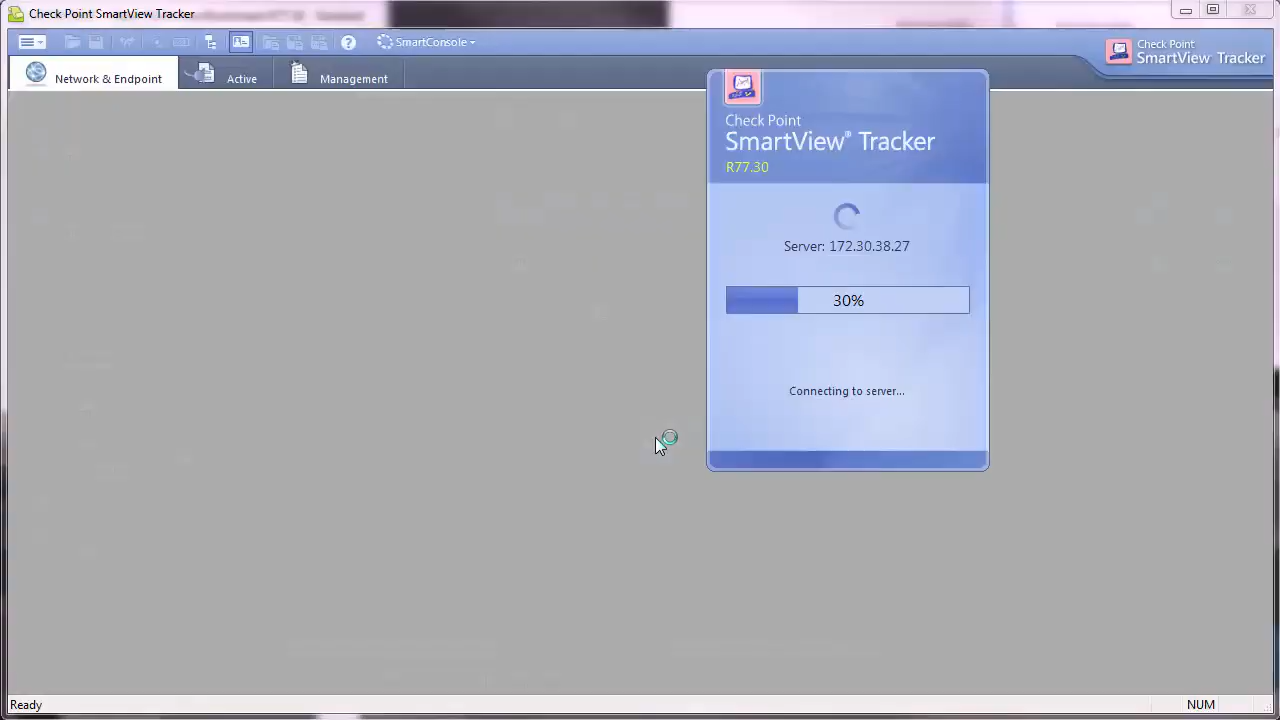 Check Point SmartView Tracker
SmartConsole
Check Point
SmartView Tracker
Network & Endpoint
Active
Management
Check Point
SmartView® Tracker
R77.30
Server: 172.30.38.27
30%
Connecting to server...
Ready
NUM